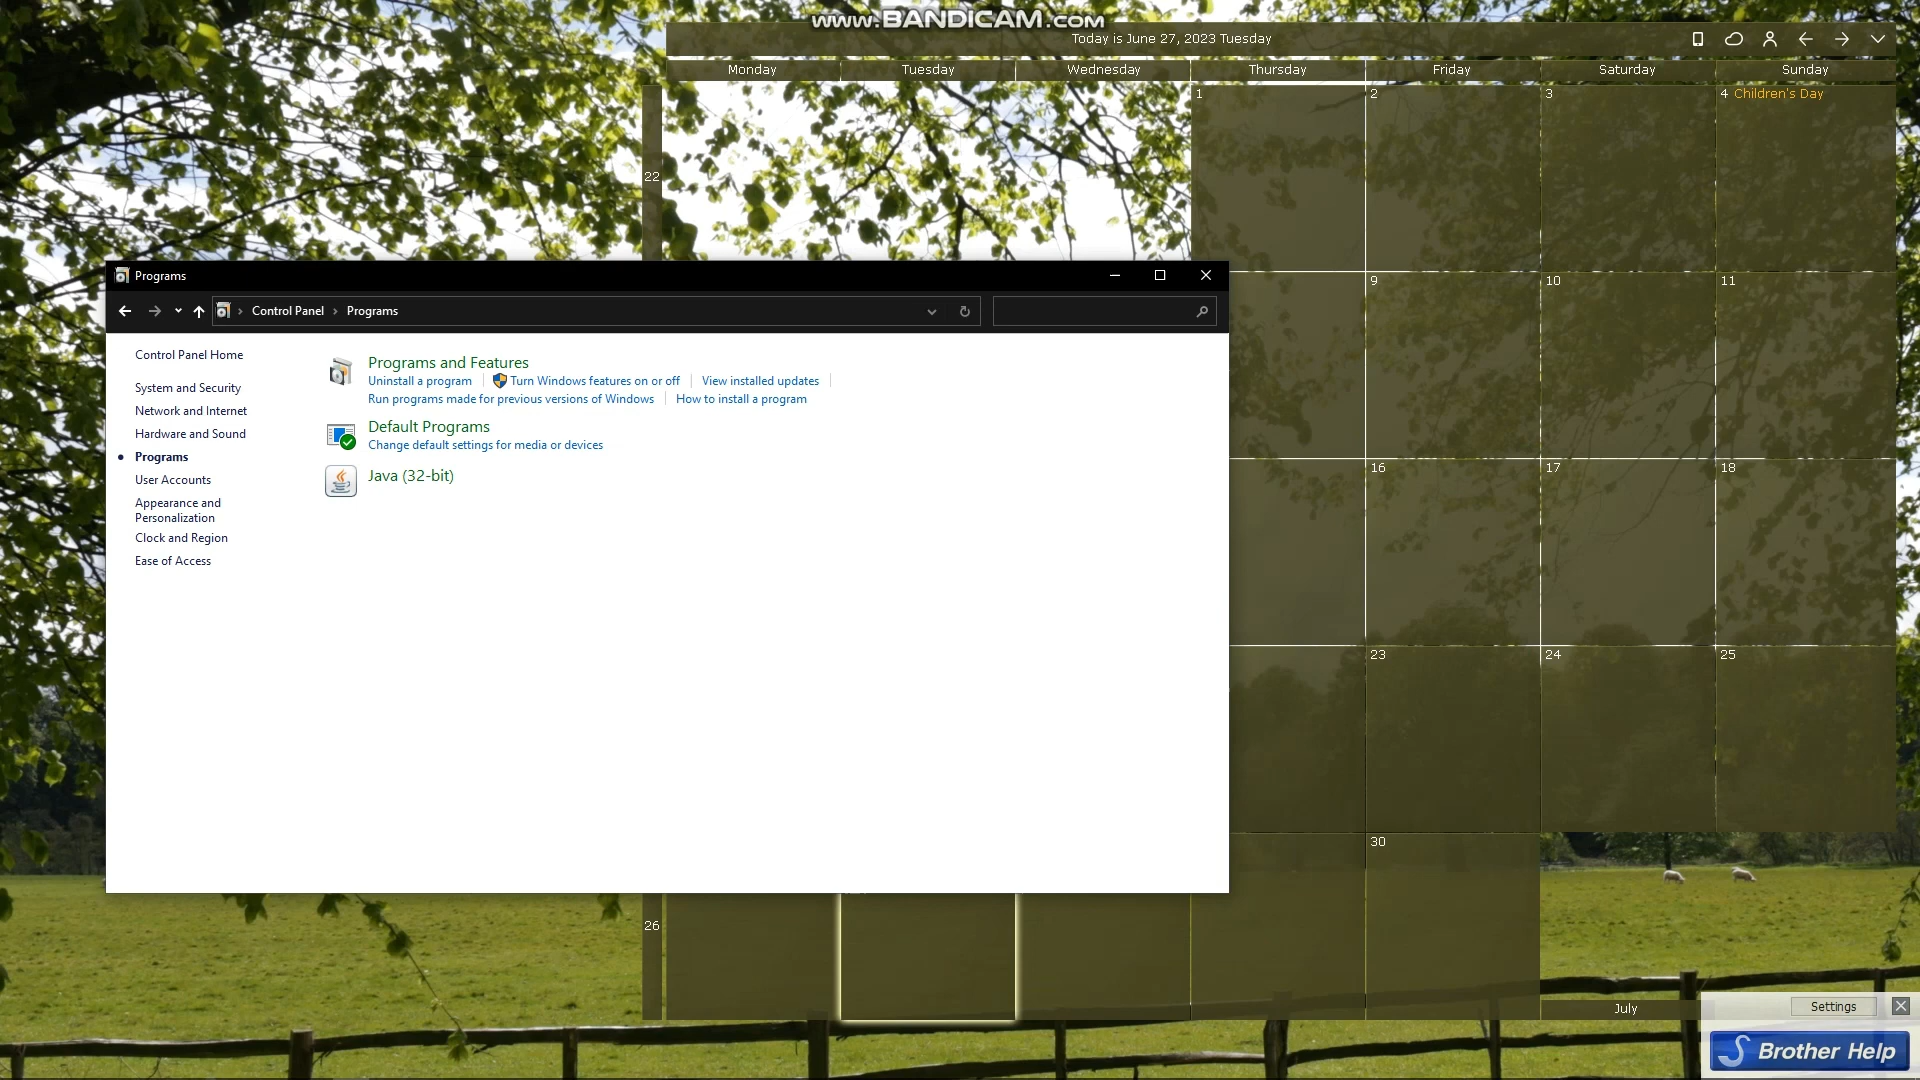 www.BANDICAM.com
Today is June 27, 2023 Tuesday
Monday Tuesday Wednesday Thursday Friday Saturday Sunday
1 2 3 4 Children's Day
22
Programs
Control Panel Programs
9 10 11
Control Panel Home
System and Security
Network and Internet
Hardware and Sound
Programs
User Accounts
Appearance and
Personalization
Clock and Region
Ease of Access
Programs and Features
Uninstall a program Turn Windows features on or off View installed updates
Run programs made for previous versions of Windows How to install a program
Default Programs
Change default settings for media or devices
Java (32-bit)
16 17 18
23 24 25
30
26
July
Settings
Brother Help